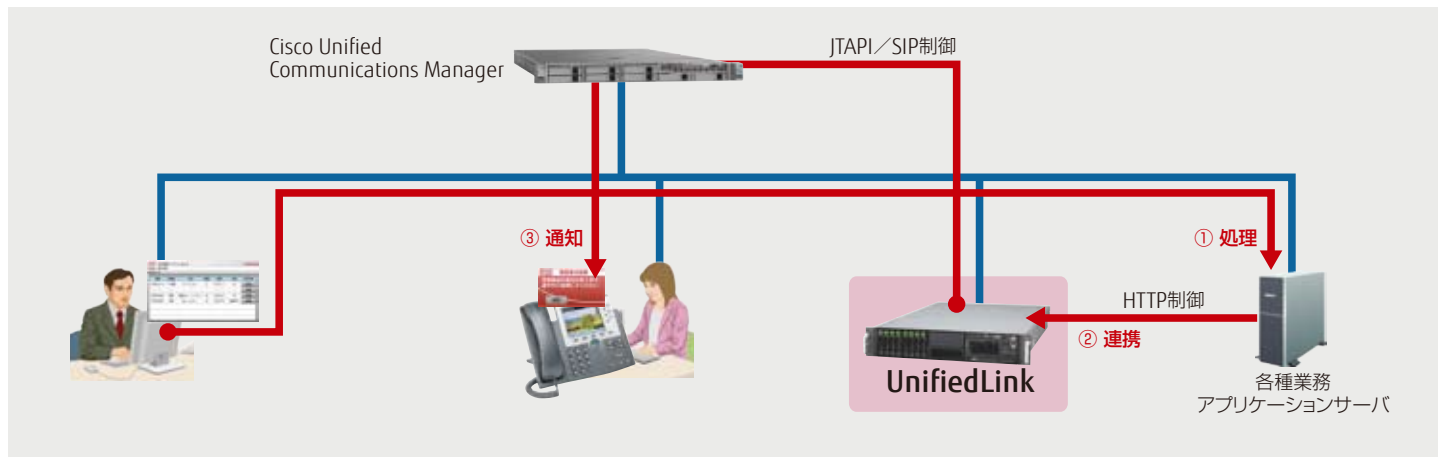 Cisco Unified
Communications Manager
JTAPI／SIP制御
③ 通知
① 処理
HTTP制御
② 連携
UnifiedLink
各種業務
アプリケーションサーバ